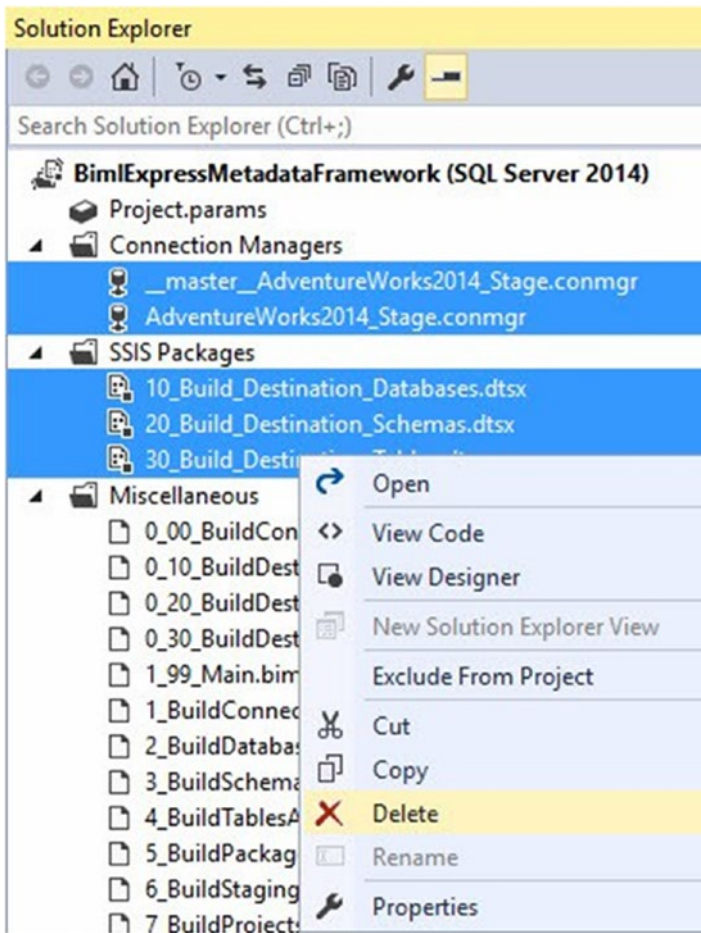 Solution Explorer
Search Solution Explorer (Ctrl+;)
BimlExpressMetadataFramework (SQL Server 2014)
Project.params
Connection Managers
__master__AdventureWorks2014_Stage.conmgr
AdventureWorks2014_Stage.conmgr
SSIS Packages
10_Build_Destination_Databases.dtsx
20_Build_Destination_Schemas.dtsx
30_Build_Desti
Miscellaneous
0_00_BuildCon
0_10_BuildDest
0_20_BuildDest
0_30_BuildDest
1_99_Main.bim
1_BuildConnec
2_BuildDataba
3_BuildSchema
4_BuildTablesA
5_BuildPackag
6_BuildStaging
7_BuildProjects
Open
View Code
View Designer
New Solution Explorer View
Exclude From Project
Cut
Copy
Delete
Rename
Properties